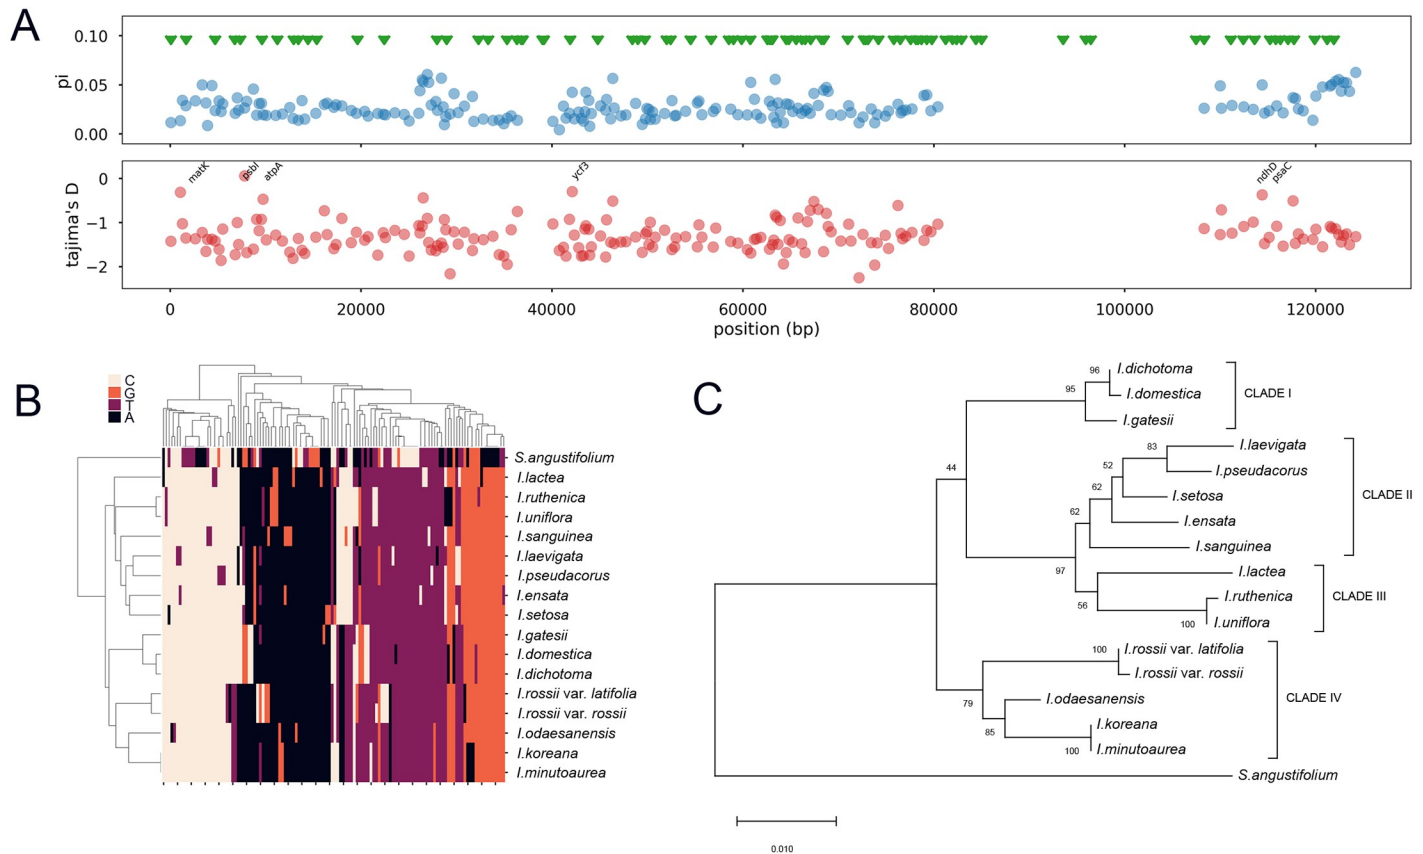 A
0.10
0.05
0.00
pi
matK
psbI
atpA
ycf3
ndhD
psaC
0
−1
−2
tajima's D
0
20000
40000
60000
80000
100000
120000
position (bp)
B
C
G
T
A
S.angustifolium
I.lactea
I.ruthenica
I.uniflora
I.sanguinea
I.laevigata
I.pseudacorus
I.ensata
I.setosa
I.gatesii
I.domestica
I.dichotoma
I.rossii var. latifolia
I.rossii var. rossii
I.odaesanensis
I.koreana
I.minutoaurea
C
96
I.dichotoma
95
I.domestica
CLADE I
I.gatesii
83
I.laevigata
52
I.pseudacorus
62
I.setosa
CLADE II
44
62
I.ensata
I.sanguinea
97
I.lactea
56
I.ruthenica
CLADE III
100
I.uniflora
100
I.rossii var. latifolia
I.rossii var. rossii
79
I.odaesanensis
CLADE IV
85
I.koreana
100
I.minutoaurea
S.angustifolium
0.010